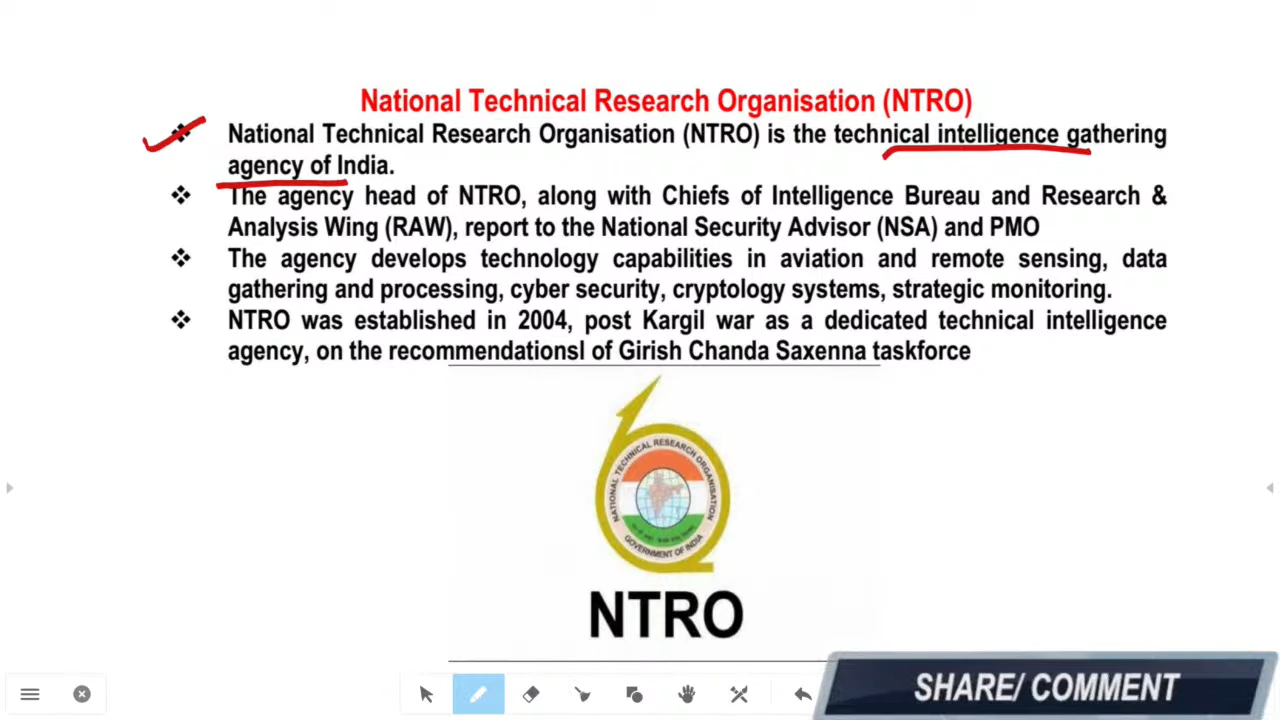 National Technical Research Organisation (NTRO)
❖ National Technical Research Organisation (NTRO) is the technical intelligence gathering
agency of India.
❖ The agency head of NTRO, along with Chiefs of Intelligence Bureau and Research &
Analysis Wing (RAW), report to the National Security Advisor (NSA) and PMO
❖ The agency develops technology capabilities in aviation and remote sensing, data
gathering and processing, cyber security, cryptology systems, strategic monitoring.
❖ NTRO was established in 2004, post Kargil war as a dedicated technical intelligence
agency, on the recommendationsl of Girish Chanda Saxenna taskforce
NATIONAL TECHNICAL RESEARCH ORGANISATION
GOVERNMENT OF INDIA
NTRO
SHARE/ COMMENT